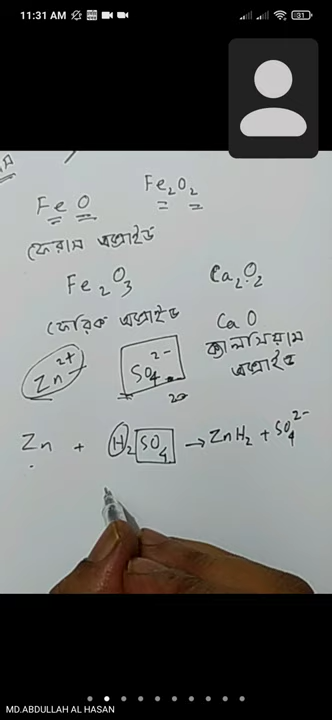 11:31 AM
31
FeO Fe₂O₂
ফেরাস অক্সাইড
Fe₂O₃ Ca₂O₂
ফেরিক অক্সাইড CaO
ক্যালসিয়াম
অক্সাইড
Zn²⁺ SO₄²⁻
Zn + H₂SO₄ → ZnH₂ + SO₄²⁻
MD.ABDULLAH AL HASAN